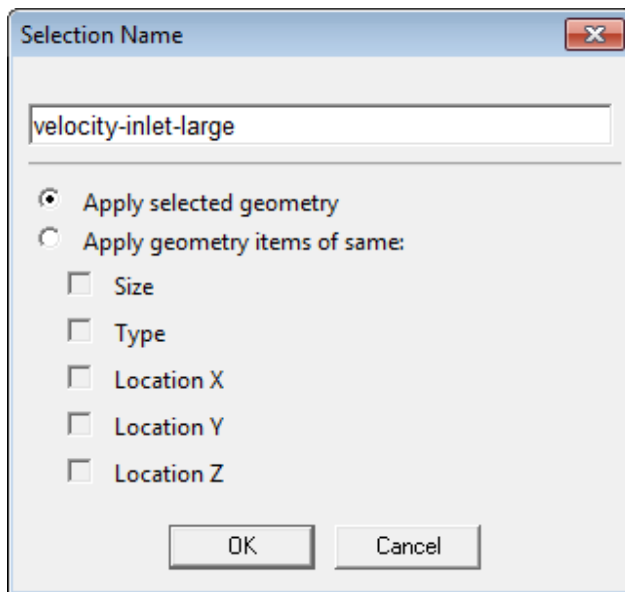 Selection Name
velocity-inlet-large
Apply selected geometry
Apply geometry items of same:
Size
Type
Location X
Location Y
Location Z
OK Cancel